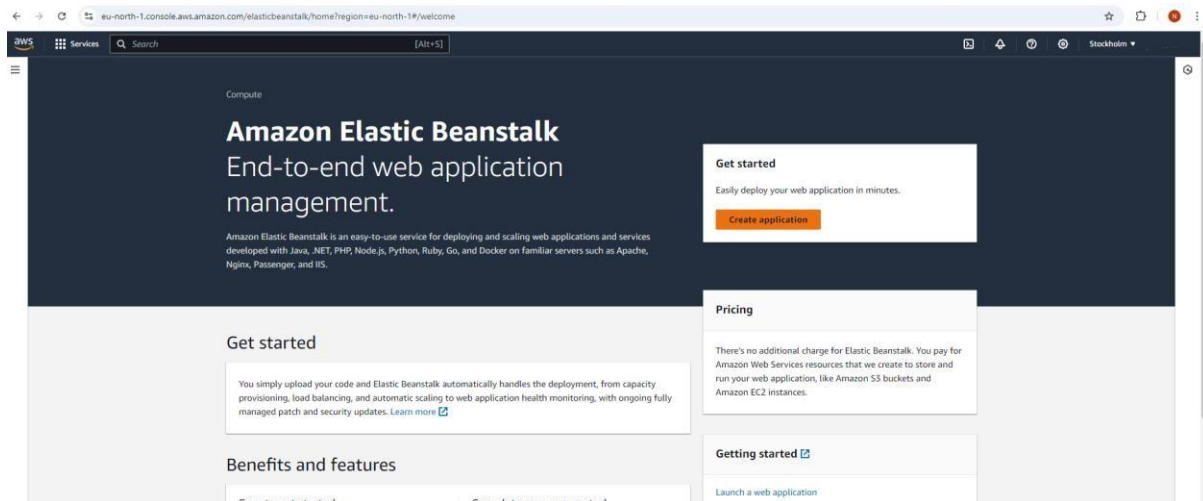 eu-north-1.console.aws.amazon.com/elasticbeanstalk/home?region=eu-north-1#/welcome
N
aws
Services
Search
[Alt+S]
Stockholm
Compute
Amazon Elastic Beanstalk
End-to-end web application
management.
Amazon Elastic Beanstalk is an easy-to-use service for deploying and scaling web applications and services
developed with Java, .NET, PHP, Node.js, Python, Ruby, Go, and Docker on familiar servers such as Apache,
Nginx, Passenger, and IIS.
Get started
Easily deploy your web application in minutes.
Create application
Pricing
There's no additional charge for Elastic Beanstalk. You pay for
Amazon Web Services resources that we create to store and
run your web application, like Amazon S3 buckets and
Amazon EC2 instances.
Get started
You simply upload your code and Elastic Beanstalk automatically handles the deployment, from capacity
provisioning, load balancing, and automatic scaling to web application health monitoring, with ongoing fully
managed patch and security updates. Learn more
Getting started
Launch a web application
Benefits and features